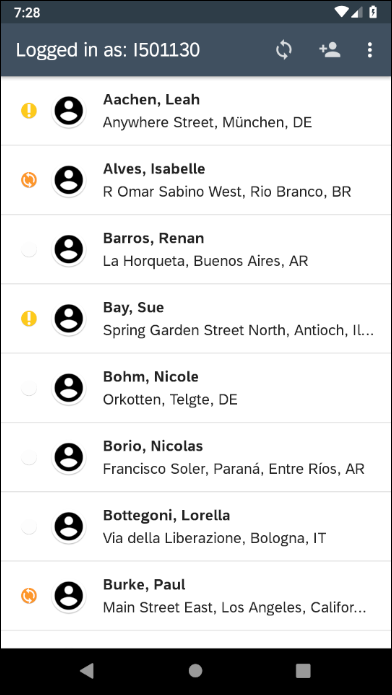 7:28
Logged in as: I501130
Aachen, Leah
Anywhere Street, München, DE
Alves, Isabelle
R Omar Sabino West, Rio Branco, BR
Barros, Renan
La Horqueta, Buenos Aires, AR
Bay, Sue
Spring Garden Street North, Antioch, Il...
Bohm, Nicole
Orkotten, Telgte, DE
Borio, Nicolas
Francisco Soler, Paraná, Entre Ríos, AR
Bottegoni, Lorella
Via della Liberazione, Bologna, IT
Burke, Paul
Main Street East, Los Angeles, Califor...